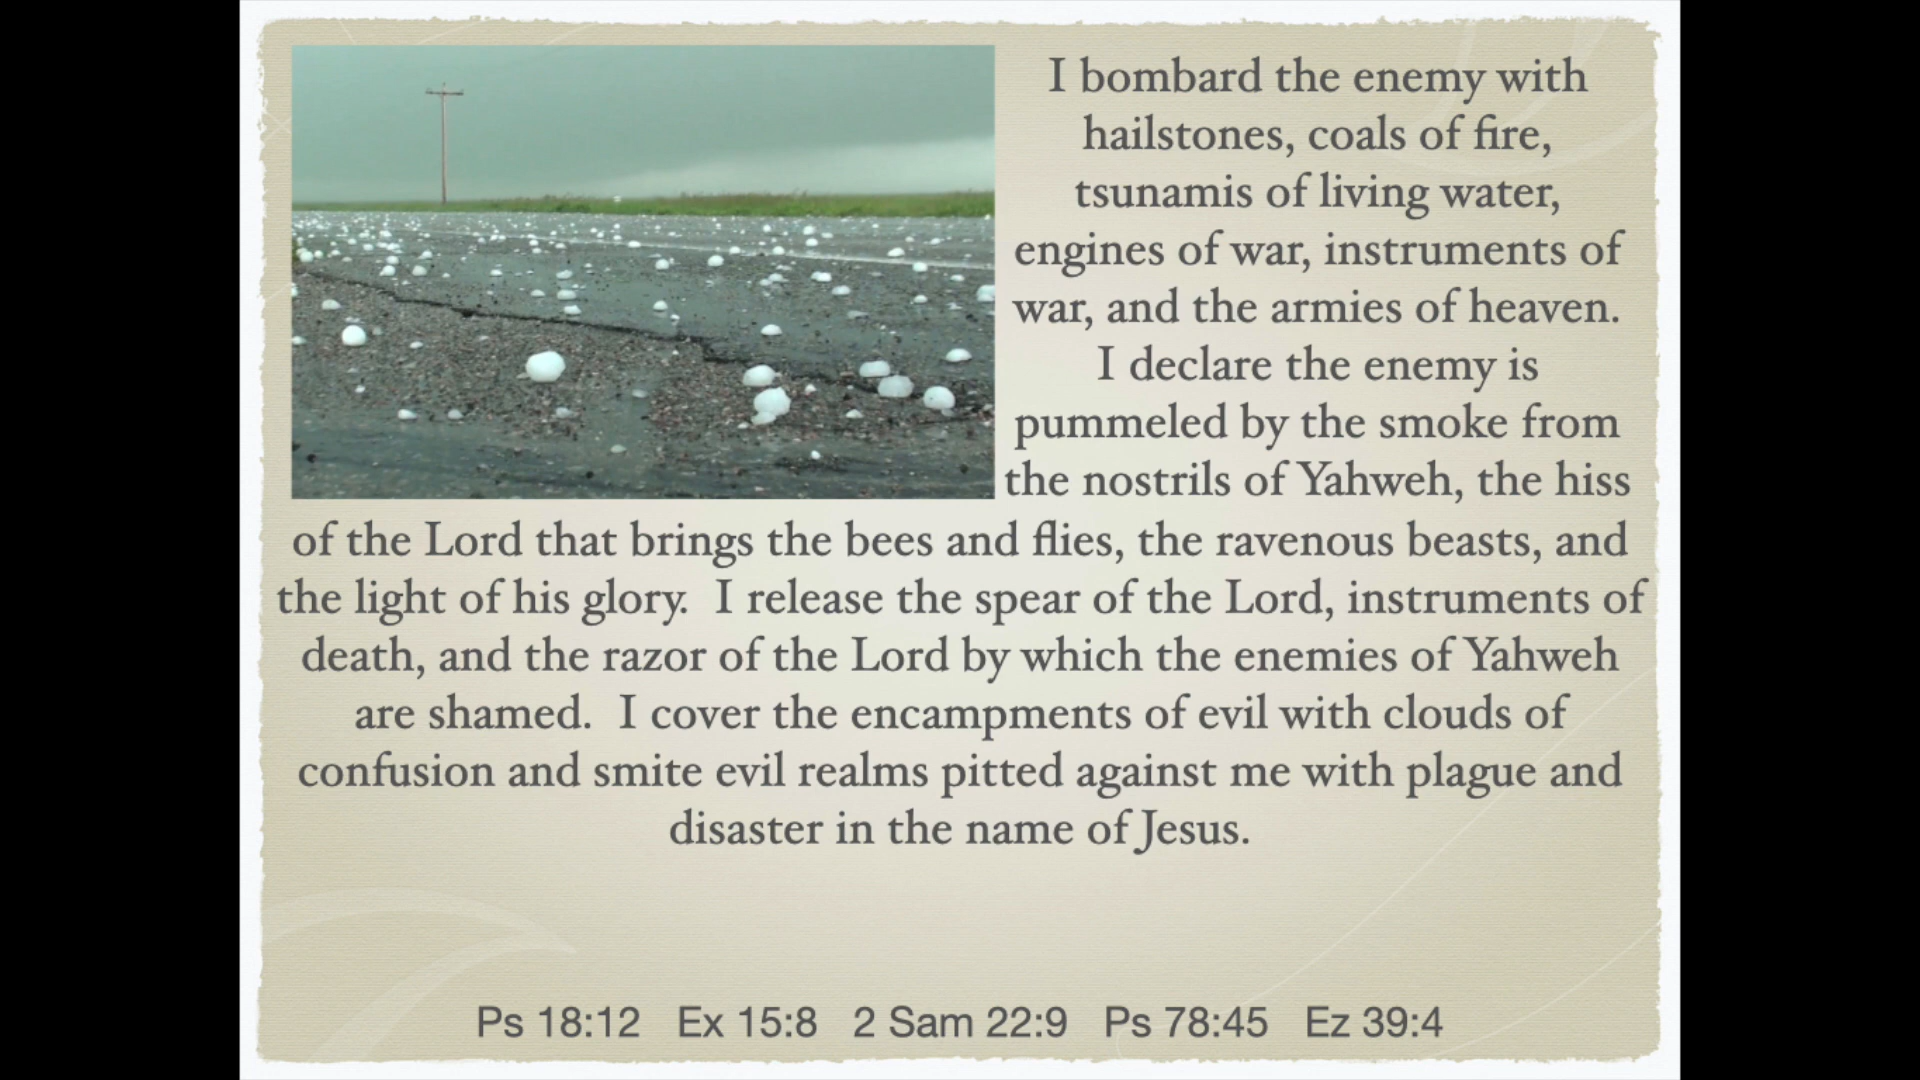 I bombard the enemy with
hailstones, coals of fire,
tsunamis of living water,
engines of war, instruments of
war, and the armies of heaven.
I declare the enemy is
pummeled by the smoke from
the nostrils of Yahweh, the hiss
of the Lord that brings the bees and flies, the ravenous beasts, and
the light of his glory.  I release the spear of the Lord, instruments of
death, and the razor of the Lord by which the enemies of Yahweh
are shamed.  I cover the encampments of evil with clouds of
confusion and smite evil realms pitted against me with plague and
disaster in the name of Jesus.
Ps 18:12   Ex 15:8   2 Sam 22:9   Ps 78:45   Ez 39:4